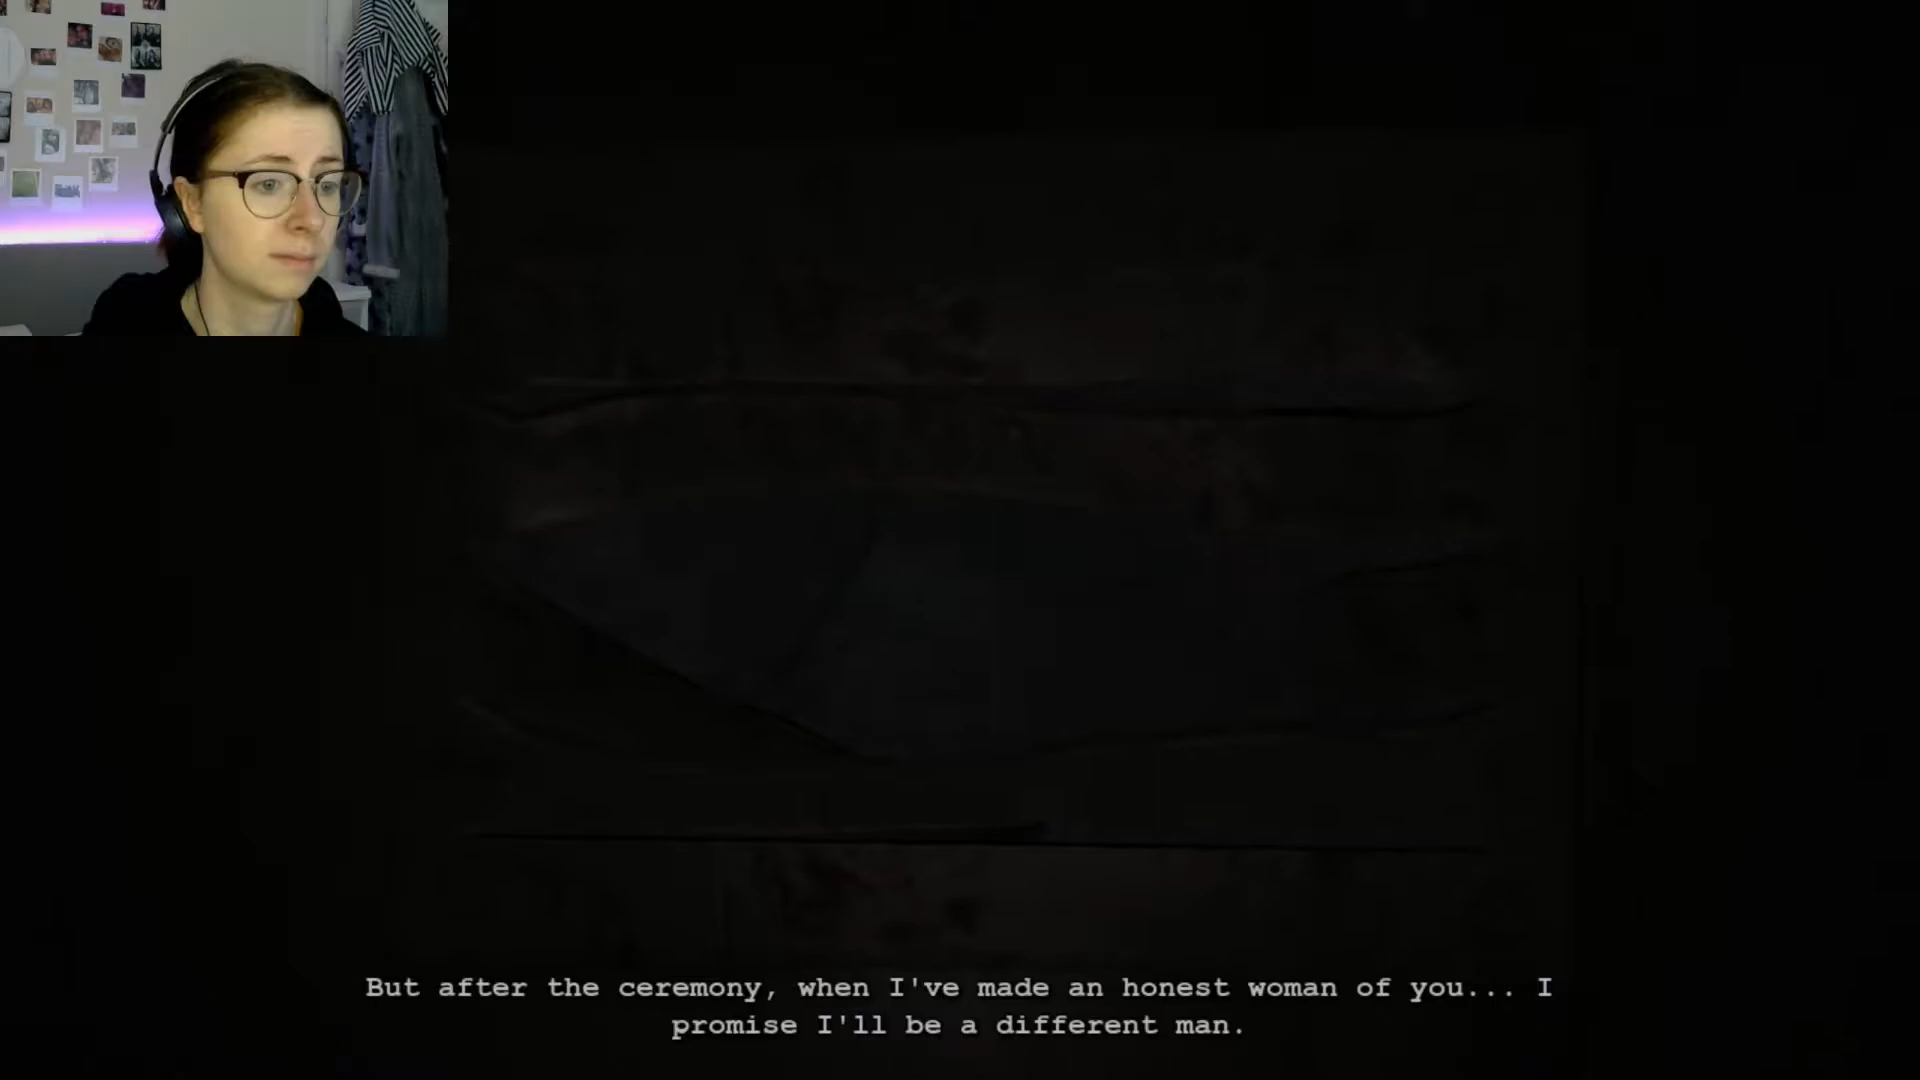 But after the ceremony, when I've made an honest woman of you... I
promise I'll be a different man.